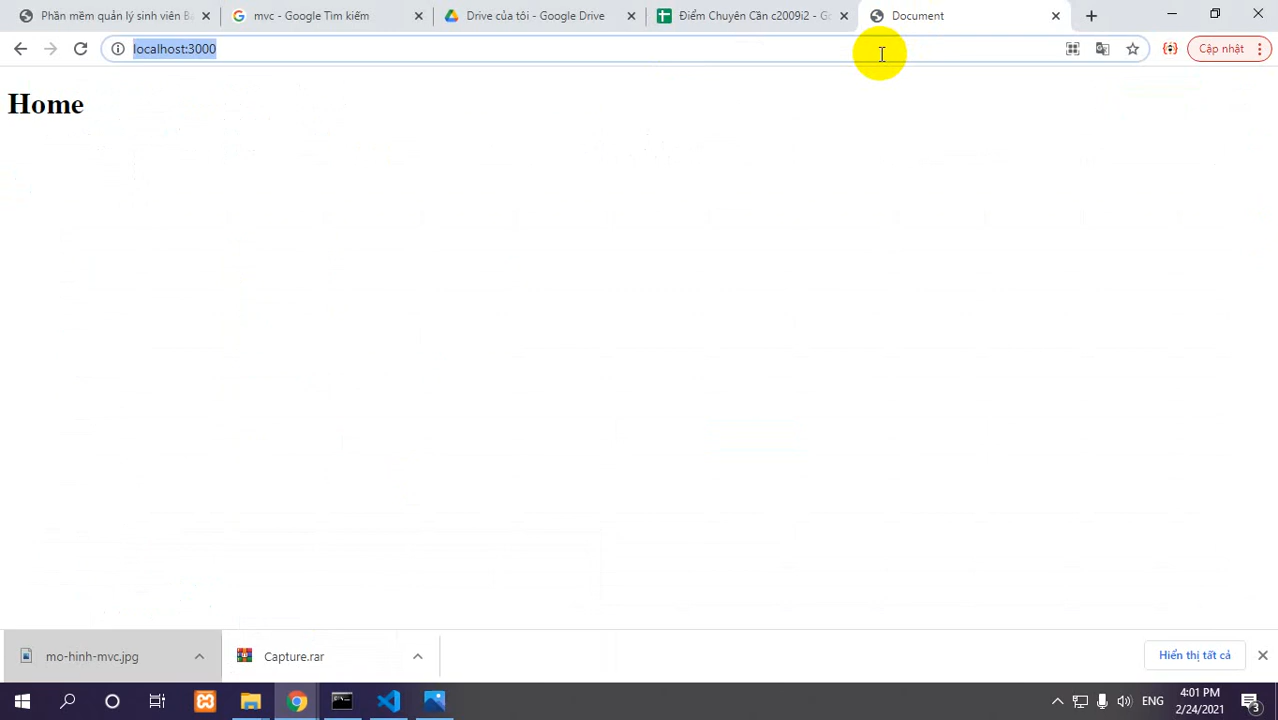 Phần mềm quản lý sinh viên B
mvc - Google Tìm kiếm
Drive của tôi - Google Drive
Điểm Chuyên Cần c2009i2 - Go
Document
localhost:3000
Cập nhật
Home
mo-hinh-mvc.jpg
Capture.rar
Hiển thị tất cả
ENG
4:01 PM
2/24/2021
3